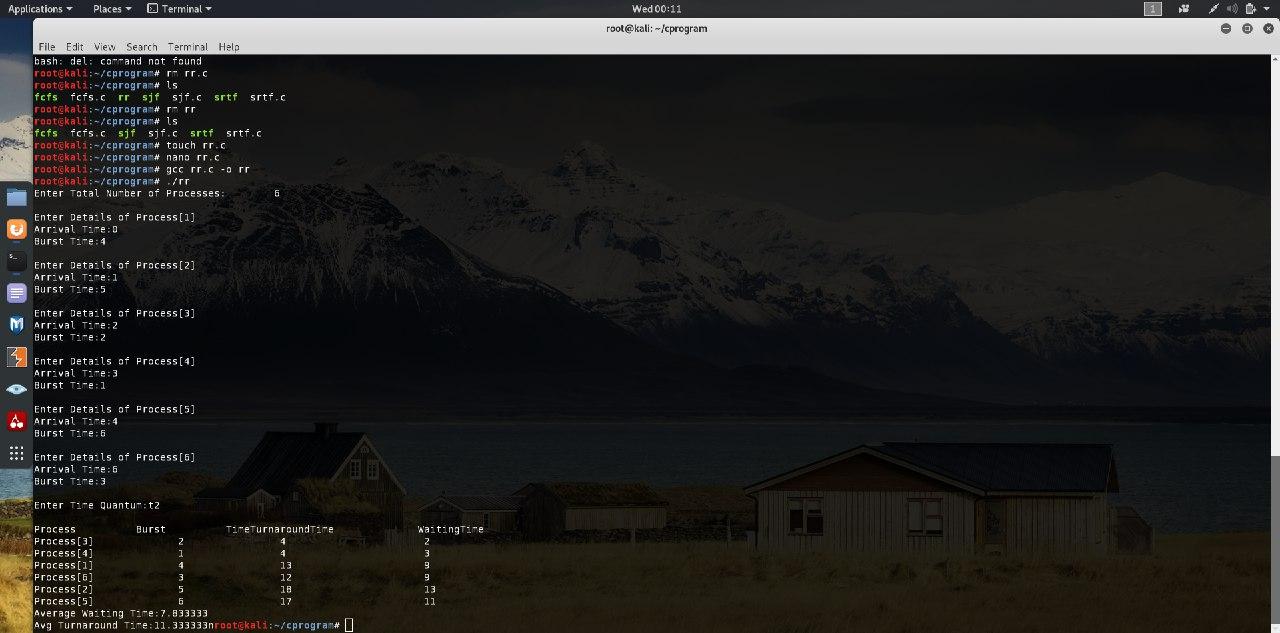 Applications Places Terminal Wed 00:11 1
root@kali: ~/cprogram
File Edit View Search Terminal Help
bash: del: command not found
root@kali:~/cprogram# rm rr.c
root@kali:~/cprogram# ls
fcfs fcfs.c rr sjf sjf.c srtf srtf.c
root@kali:~/cprogram# rm rr
root@kali:~/cprogram# ls
fcfs fcfs.c sjf sjf.c srtf srtf.c
root@kali:~/cprogram# touch rr.c
root@kali:~/cprogram# nano rr.c
root@kali:~/cprogram# gcc rr.c -o rr
root@kali:~/cprogram# ./rr
Enter Total Number of Processes: 6
Enter Details of Process[1]
Arrival Time:0
Burst Time:4
Enter Details of Process[2]
Arrival Time:1
Burst Time:5
Enter Details of Process[3]
Arrival Time:2
Burst Time:2
Enter Details of Process[4]
Arrival Time:3
Burst Time:1
Enter Details of Process[5]
Arrival Time:4
Burst Time:6
Enter Details of Process[6]
Arrival Time:6
Burst Time:3
Enter Time Quantum:t2
Process Burst TimeTurnaroundTime WaitingTime
Process[3] 2 4 2
Process[4] 1 4 3
Process[1] 4 13 9
Process[6] 3 12 9
Process[2] 5 18 13
Process[5] 6 17 11
Average Waiting Time:7.833333
Avg Turnaround Time:11.333333nroot@kali:~/cprogram#